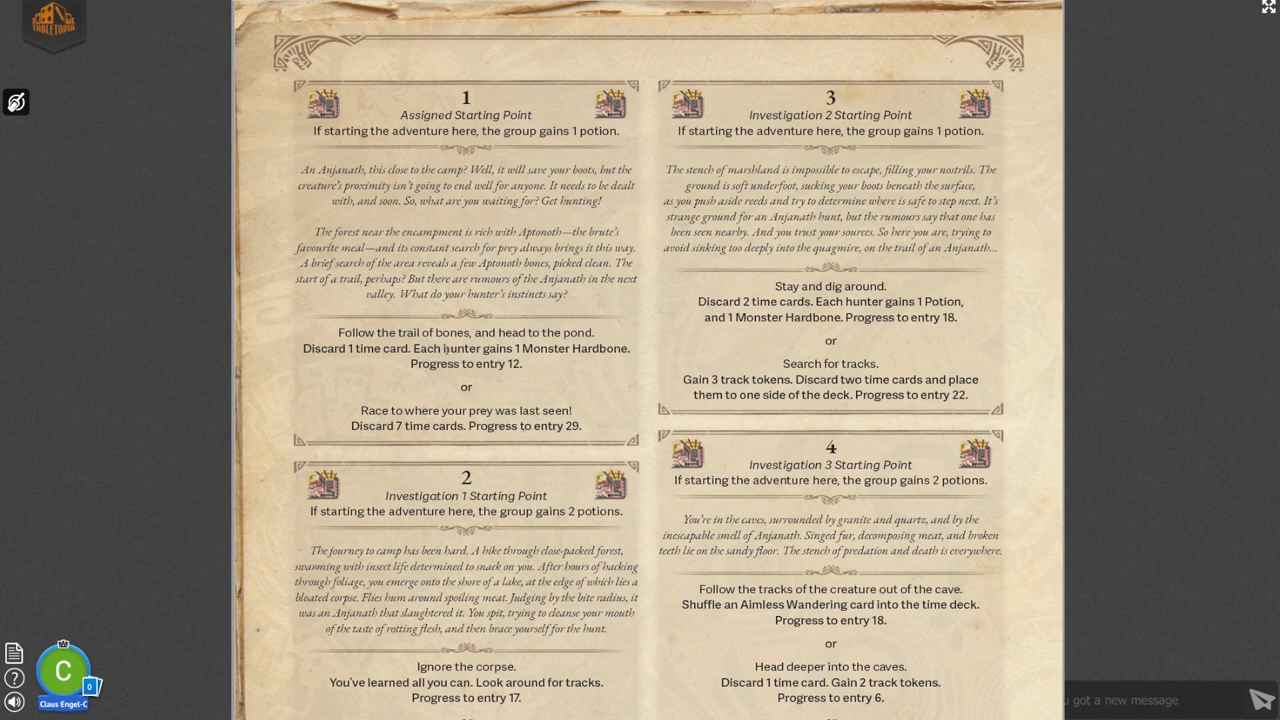 TABLETOPIA
1
Assigned Starting Point
If starting the adventure here, the group gains 1 potion.
An Anjanath, this close to the camp? Well, it will save your boots, but the
creature's proximity isn't going to end well for anyone. It needs to be dealt
with, and soon. So, what are you waiting for? Get hunting!
The forest near the encampment is rich with Aptonoth—the brute's
favourite meal—and its constant search for prey always brings it this way.
A brief search of the area reveals a few Aptonoth bones, picked clean. The
start of a trail, perhaps? But there are rumours of the Anjanath in the next
valley. What do your hunter's instincts say?
Follow the trail of bones, and head to the pond.
Discard 1 time card. Each hunter gains 1 Monster Hardbone.
Progress to entry 12.
or
Race to where your prey was last seen!
Discard 7 time cards. Progress to entry 29.
2
Investigation 1 Starting Point
If starting the adventure here, the group gains 2 potions.
The journey to camp has been hard. A hike through close-packed forest,
swarming with insect life determined to snack on you. After hours of hacking
through foliage, you emerge onto the shore of a lake, at the edge of which lies a
bloated corpse. Flies hum around spoiling meat. Judging by the bite radius, it
was an Anjanath that slaughtered it. You spit, trying to cleanse your mouth
of the taste of rotting flesh, and then brace yourself for the hunt.
Ignore the corpse.
You've learned all you can. Look around for tracks.
Progress to entry 17.
3
Investigation 2 Starting Point
If starting the adventure here, the group gains 1 potion.
The stench of marshland is impossible to escape, filling your nostrils. The
ground is soft underfoot, sucking your boots beneath the surface,
as you push aside reeds and try to determine where is safe to step next. It's
strange ground for an Anjanath hunt, but the rumours say that one has
been seen nearby. And you trust your sources. So here you are, trying to
avoid sinking too deeply into the quagmire, on the trail of an Anjanath...
Stay and dig around.
Discard 2 time cards. Each hunter gains 1 Potion,
and 1 Monster Hardbone. Progress to entry 18.
or
Search for tracks.
Gain 3 track tokens. Discard two time cards and place
them to one side of the deck. Progress to entry 22.
4
Investigation 3 Starting Point
If starting the adventure here, the group gains 2 potions.
You're in the caves, surrounded by granite and quartz, and by the
inescapable smell of Anjanath. Singed fur, decomposing meat, and broken
teeth lie on the sandy floor. The stench of predation and death is everywhere.
Follow the tracks of the creature out of the cave.
Shuffle an Aimless Wandering card into the time deck.
Progress to entry 18.
or
Head deeper into the caves.
Discard 1 time card. Gain 2 track tokens.
Progress to entry 6.
C
0
Claus Engel-C
got a new message